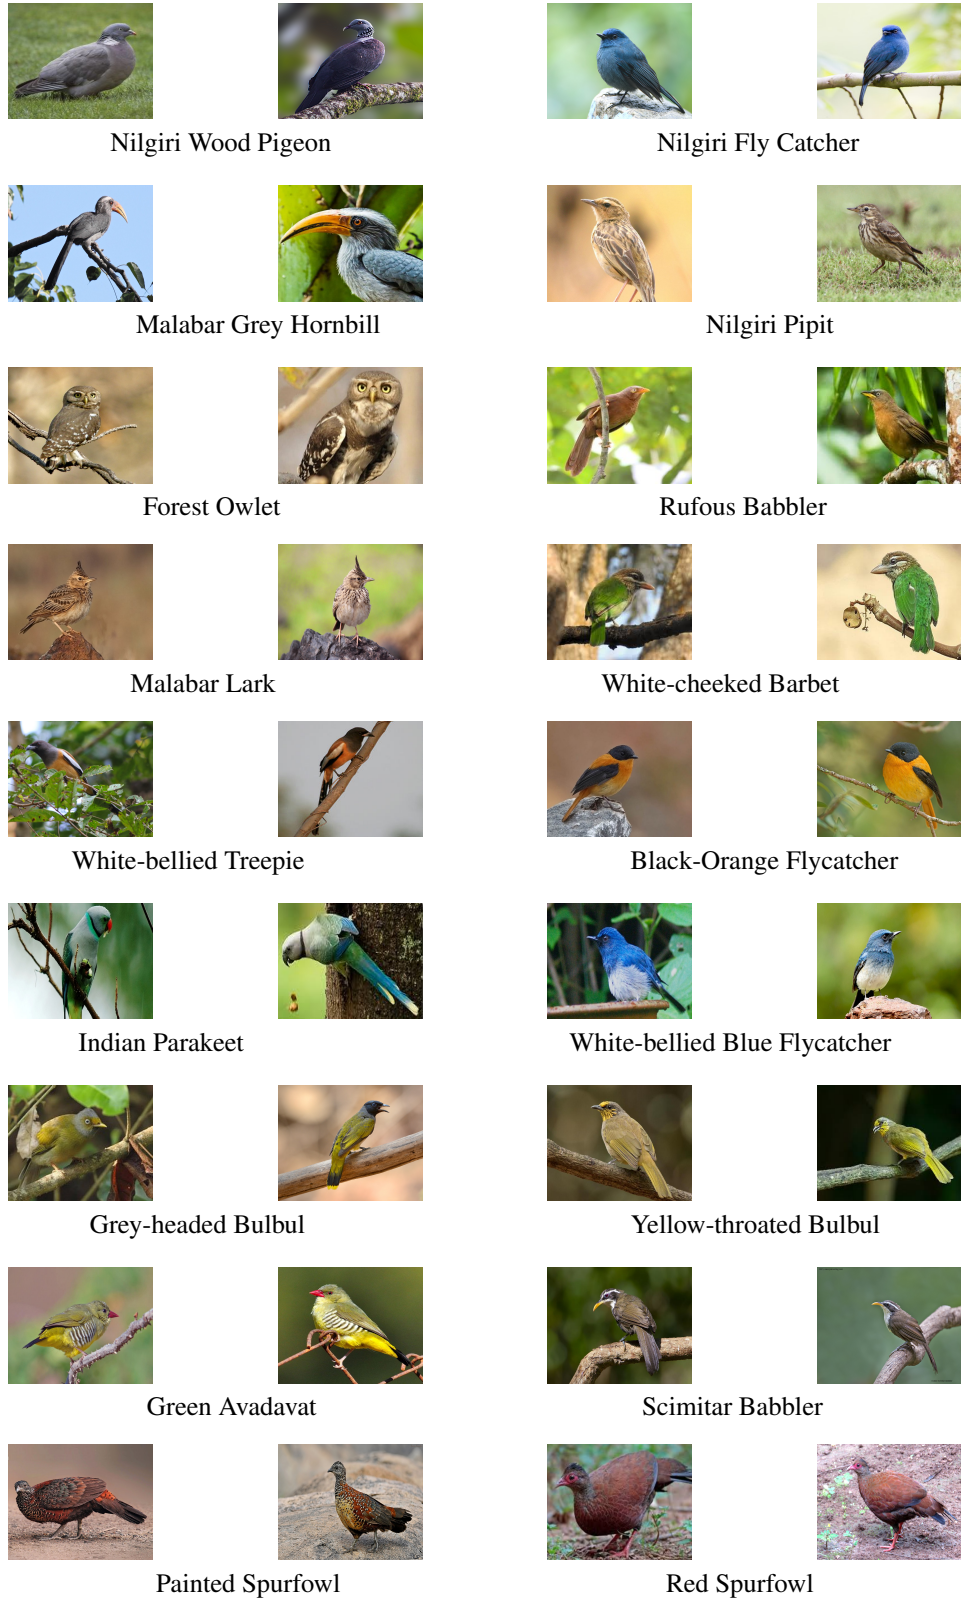 Nilgiri Wood Pigeon
Nilgiri Fly Catcher
Malabar Grey Hornbill
Nilgiri Pipit
Forest Owlet
Rufous Babbler
Malabar Lark
White-cheeked Barbet
White-bellied Treepie
Black-Orange Flycatcher
Indian Parakeet
White-bellied Blue Flycatcher
Grey-headed Bulbul
Yellow-throated Bulbul
Green Avadavat
Scimitar Babbler
Painted Spurfowl
Red Spurfowl